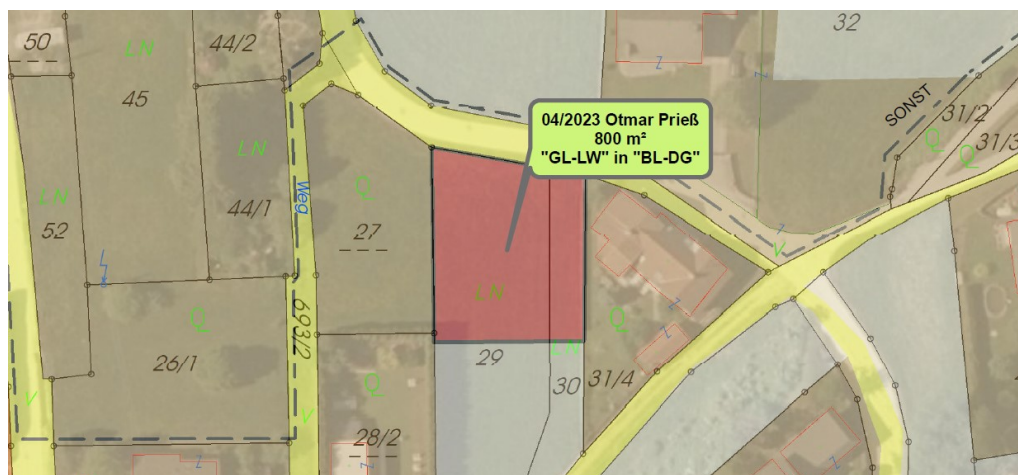 50
LN
44/2
45
32
04/2023 Otmar Prieß
800 m²
"GL-LW" in "BL-DG"
SONST
31/2
31/3
Q
Q
LN
LN
44/1
Weg
Q
52
27
V
LN
Q
693/2
Q
26/1
29
LN
30
31/4
Q
V
V
28/2
Z
Z
Z
Z
Z
Z
Z
Z